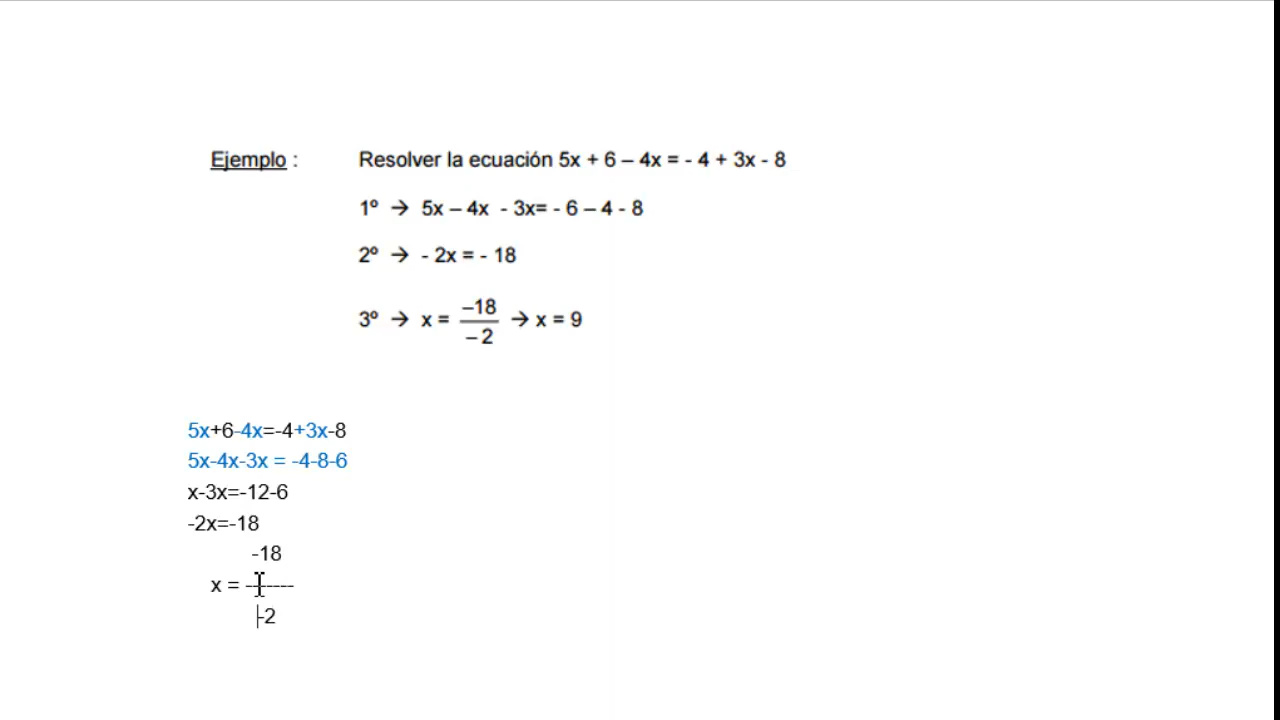 Ejemplo : Resolver la ecuación 5x + 6 – 4x = - 4 + 3x - 8
1º → 5x – 4x - 3x= - 6 – 4 - 8
2º → - 2x = - 18
3º → x = –18 / –2 → x = 9
5x+6-4x=-4+3x-8
5x-4x-3x = -4-8-6
x-3x=-12-6
-2x=-18
-18
x = -------
-2